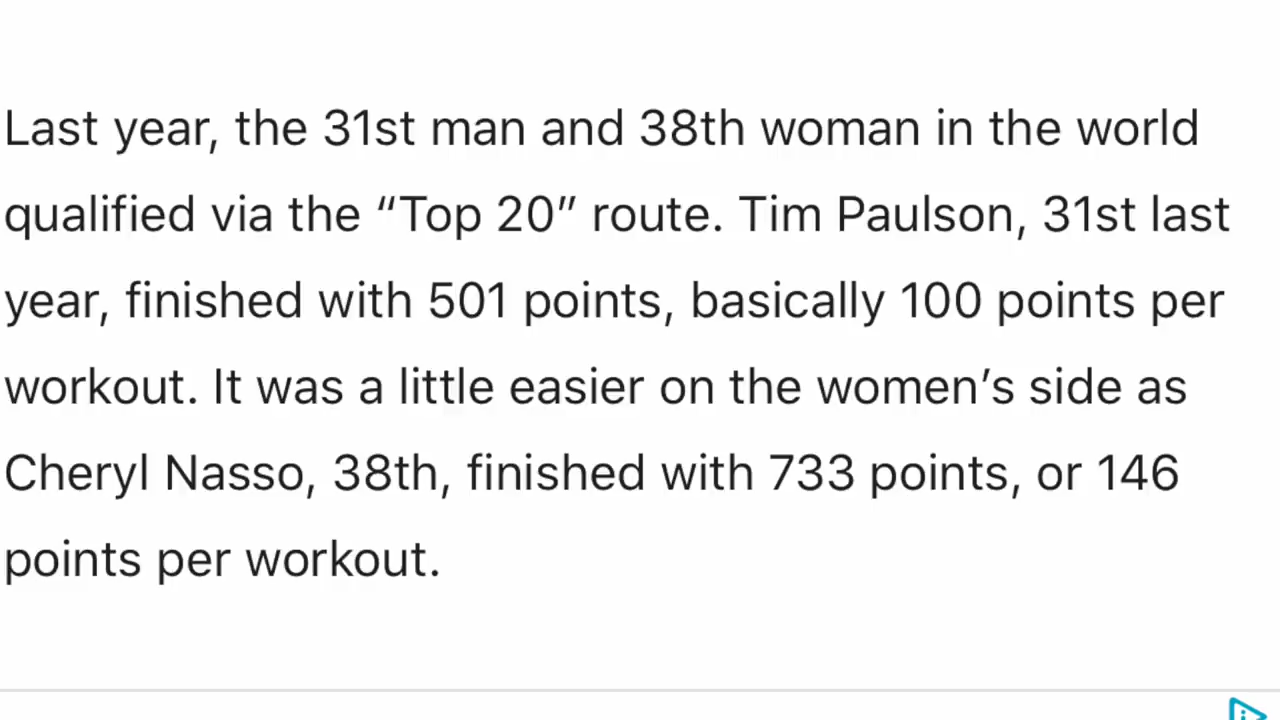 Last year, the 31st man and 38th woman in the world
qualified via the “Top 20” route. Tim Paulson, 31st last
year, finished with 501 points, basically 100 points per
workout. It was a little easier on the women’s side as
Cheryl Nasso, 38th, finished with 733 points, or 146
points per workout.